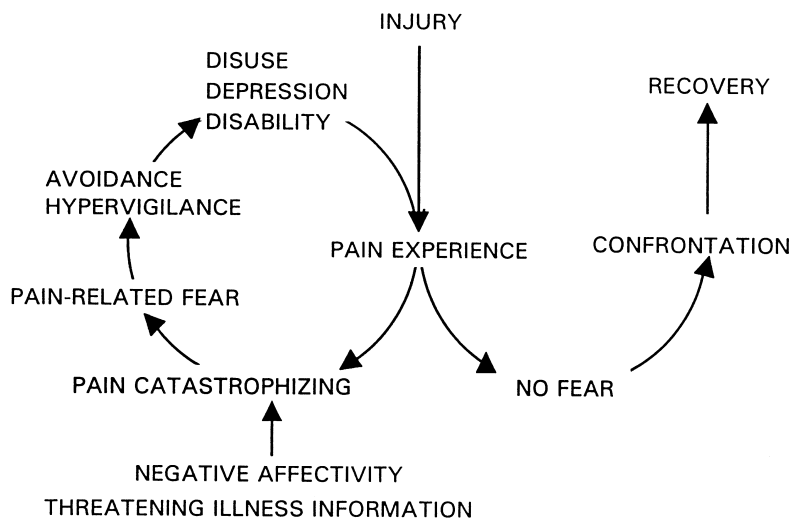 INJURY
DISUSE
DEPRESSION
DISABILITY
RECOVERY
AVOIDANCE
HYPERVIGILANCE
PAIN EXPERIENCE
CONFRONTATION
PAIN-RELATED FEAR
PAIN CATASTROPHIZING
NO FEAR
NEGATIVE AFFECTIVITY
THREATENING ILLNESS INFORMATION